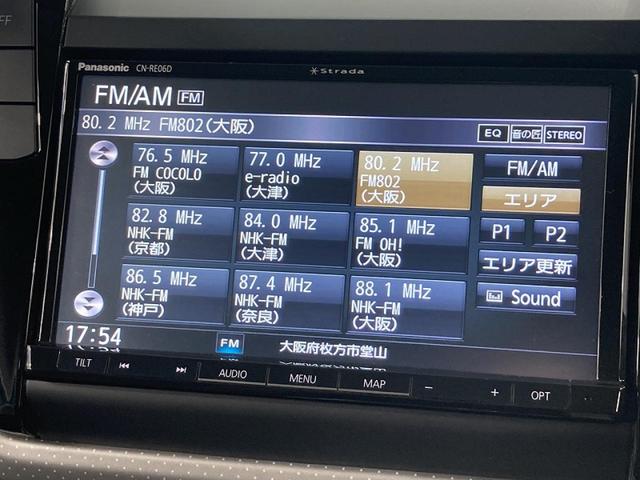 OFF
Panasonic CN-RE06D Strada
FM/AM FM
80.2 MHz FM802(大阪)
EQ 音の匠 STEREO
76.5 MHz
FM COCOLO
(大阪)
77.0 MHz
e-radio
(大津)
80.2 MHz
FM802
(大阪)
FM/AM
エリア
82.8 MHz
NHK-FM
(京都)
84.0 MHz
NHK-FM
(大津)
85.1 MHz
FM OH!
(大阪)
P1 P2
エリア更新
86.5 MHz
NHK-FM
(神戸)
87.4 MHz
NHK-FM
(奈良)
88.1 MHz
NHK-FM
(大阪)
Sound
17:54
FM
大阪府枚方市堂山
TILT AUDIO MENU MAP − + OPT